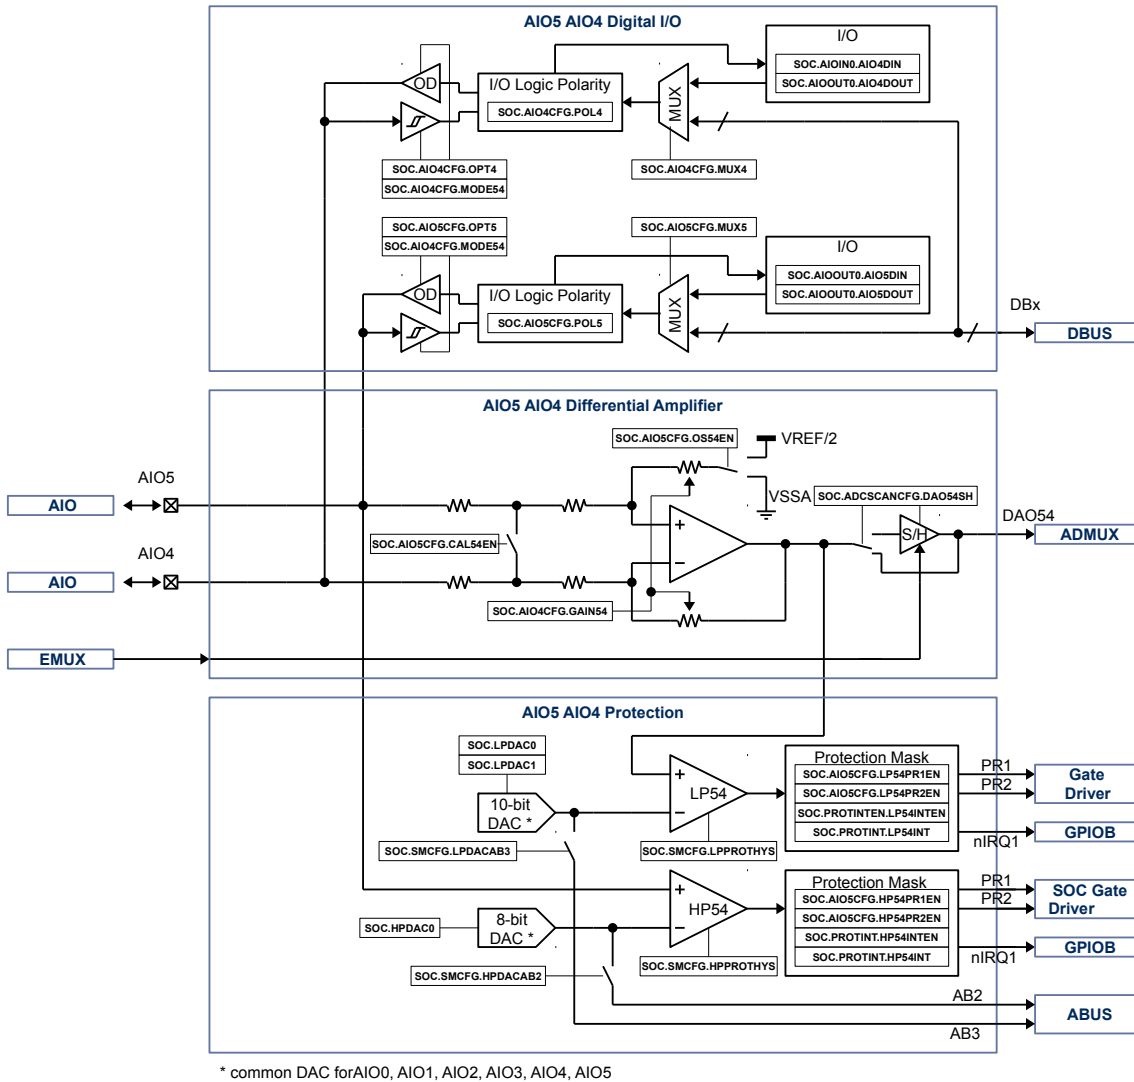 AIO5 AIO4 Digital I/O
I/O
SOC.AIOIN0.AIO4DIN
SOC.AIOOUT0.AIO4DOUT
OD
I/O Logic Polarity
SOC.AIO4CFG.POL4
MUX
SOC.AIO4CFG.OPT4
SOC.AIO4CFG.MODE54
SOC.AIO4CFG.MUX4
SOC.AIO5CFG.OPT5
SOC.AIO4CFG.MODE54
SOC.AIO5CFG.MUX5
I/O
SOC.AIOOUT0.AIO5DIN
SOC.AIOOUT0.AIO5DOUT
OD
I/O Logic Polarity
SOC.AIO5CFG.POL5
MUX
DBx
DBUS
AIO5 AIO4 Differential Amplifier
SOC.AIO5CFG.OS54EN
VREF/2
VSSA
SOC.ADCSCANCFG.DAO54SH
AIO5
AIO
+
S/H
DAO54
ADMUX
SOC.AIO5CFG.CAL54EN
AIO4
AIO
−
SOC.AIO4CFG.GAIN54
EMUX
AIO5 AIO4 Protection
SOC.LPDAC0
SOC.LPDAC1
10-bit
DAC *
+
LP54
−
Protection Mask
SOC.AIO5CFG.LP54PR1EN
SOC.AIO5CFG.LP54PR2EN
SOC.PROTINTEN.LP54INTEN
SOC.PROTINT.LP54INT
PR1
PR2
Gate
Driver
nIRQ1
GPIOB
SOC.SMCFG.LPDACAB3
SOC.SMCFG.LPPROTHYS
SOC.HPDAC0
8-bit
DAC *
+
HP54
−
Protection Mask
SOC.AIO5CFG.HP54PR1EN
SOC.AIO5CFG.HP54PR2EN
SOC.PROTINT.HP54INTEN
SOC.PROTINT.HP54INT
PR1
PR2
SOC Gate
Driver
nIRQ1
GPIOB
SOC.SMCFG.HPDACAB2
SOC.SMCFG.HPPROTHYS
AB2
AB3
ABUS
* common DAC forAIO0, AIO1, AIO2, AIO3, AIO4, AIO5